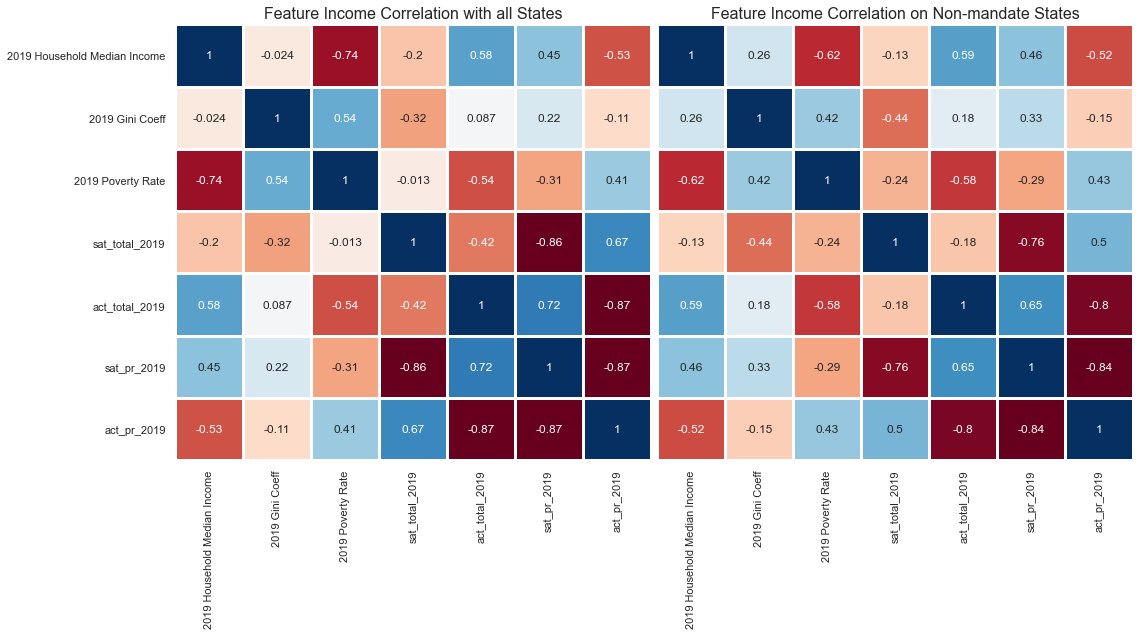 Feature Income Correlation with all States Feature Income Correlation on Non-mandate States
2019 Household Median Income 1 -0.024 -0.74 -0.2 0.58 0.45 -0.53 1 0.26 -0.62 -0.13 0.59 0.46 -0.52
2019 Gini Coeff -0.024 1 0.54 -0.32 0.087 0.22 -0.11 0.26 1 0.42 -0.44 0.18 0.33 -0.15
2019 Poverty Rate -0.74 0.54 1 -0.013 -0.54 -0.31 0.41 -0.62 0.42 1 -0.24 -0.58 -0.29 0.43
sat_total_2019 -0.2 -0.32 -0.013 1 -0.42 -0.86 0.67 -0.13 -0.44 -0.24 1 -0.18 -0.76 0.5
act_total_2019 0.58 0.087 -0.54 -0.42 1 0.72 -0.87 0.59 0.18 -0.58 -0.18 1 0.65 -0.8
sat_pr_2019 0.45 0.22 -0.31 -0.86 0.72 1 -0.87 0.46 0.33 -0.29 -0.76 0.65 1 -0.84
act_pr_2019 -0.53 -0.11 0.41 0.67 -0.87 -0.87 1 -0.52 -0.15 0.43 0.5 -0.8 -0.84 1
2019 Household Median Income
2019 Gini Coeff
2019 Poverty Rate
sat_total_2019
act_total_2019
sat_pr_2019
act_pr_2019
2019 Household Median Income
2019 Gini Coeff
2019 Poverty Rate
sat_total_2019
act_total_2019
sat_pr_2019
act_pr_2019